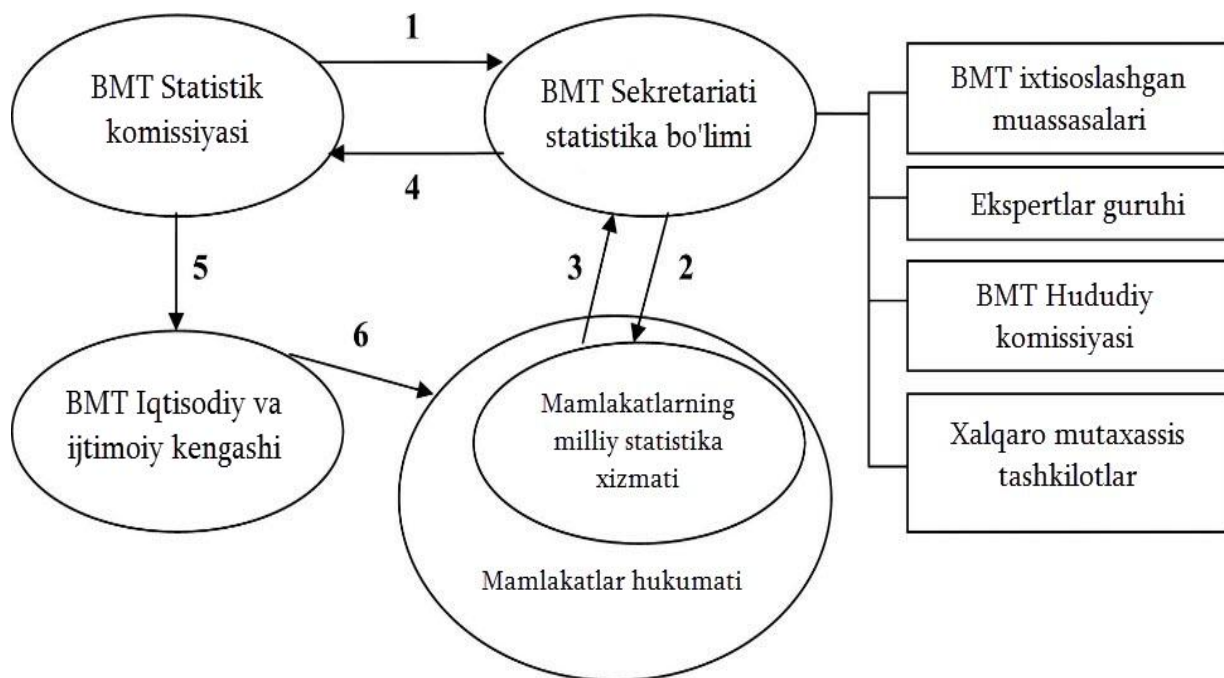 1
BMT Statistik
komissiyasi
BMT Sekretariati
statistika bo'limi
4
5
3
2
6
BMT Iqtisodiy va
ijtimoiy kengashi
Mamlakatlarning
milliy statistika
xizmati
Mamlakatlar hukumati
BMT ixtisoslashgan
muassasalari
Ekspertlar guruhi
BMT Hududiy
komissiyasi
Xalqaro mutaxassis
tashkilotlar